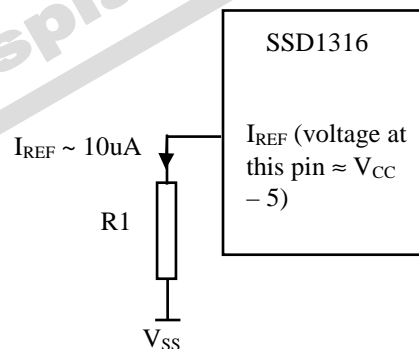 SSD1316
I_REF ~ 10uA
I_REF (voltage at
this pin ≈ V_CC
– 5)
R1
V_SS